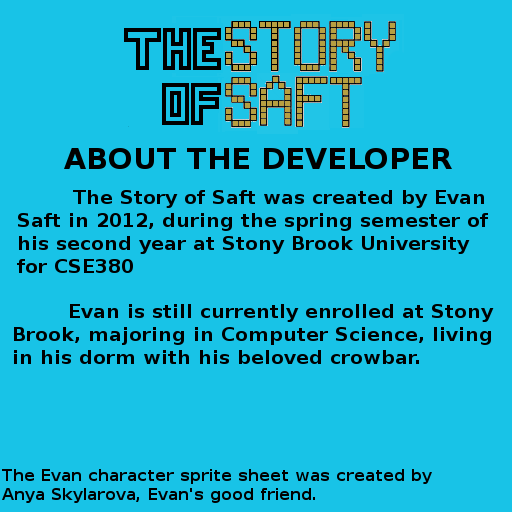 THE STORY
OF SAFT
ABOUT THE DEVELOPER
The Story of Saft was created by Evan
Saft in 2012, during the spring semester of
his second year at Stony Brook University
for CSE380
Evan is still currently enrolled at Stony
Brook, majoring in Computer Science, living
in his dorm with his beloved crowbar.
The Evan character sprite sheet was created by
Anya Skylarova, Evan's good friend.